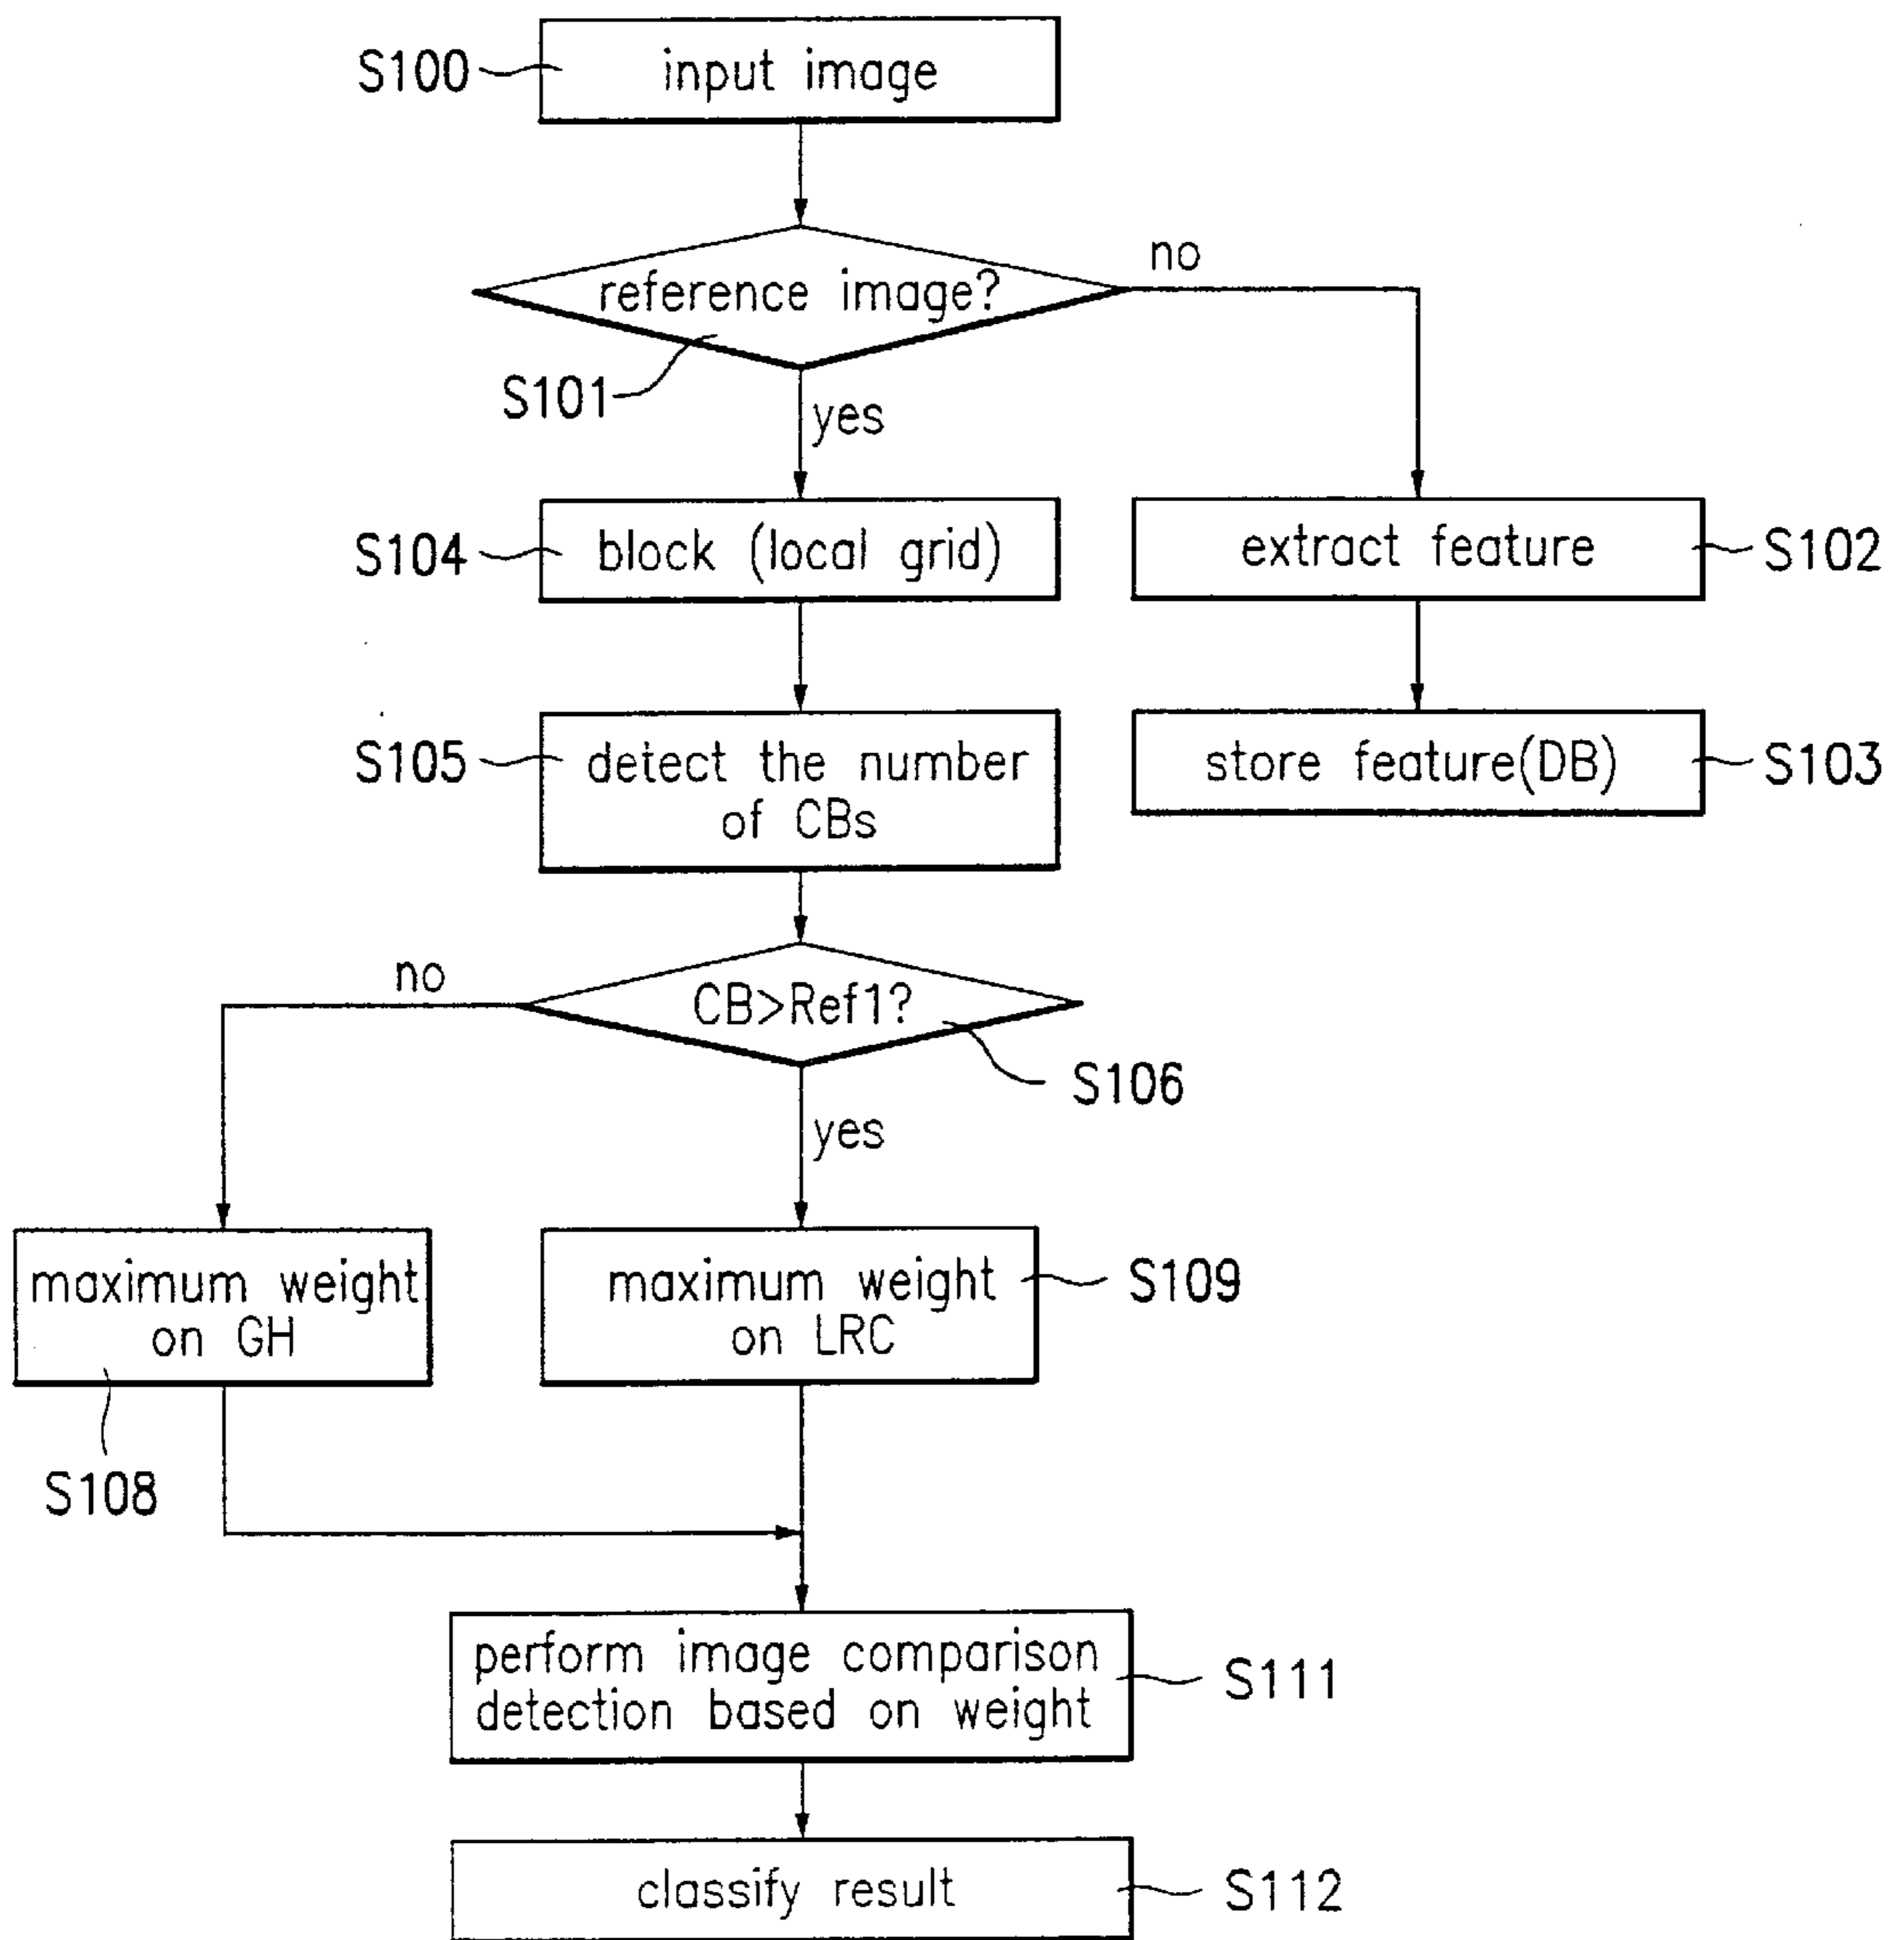 S100
input image
reference image?
no
S101
yes
S104
block (local grid)
extract feature
S102
S105
detect the number
of CBs
store feature(DB)
S103
no
CB>Ref1?
S106
yes
maximum weight
on GH
maximum weight
on LRC
S109
S108
perform image comparison
detection based on weight
S111
classify result
S112